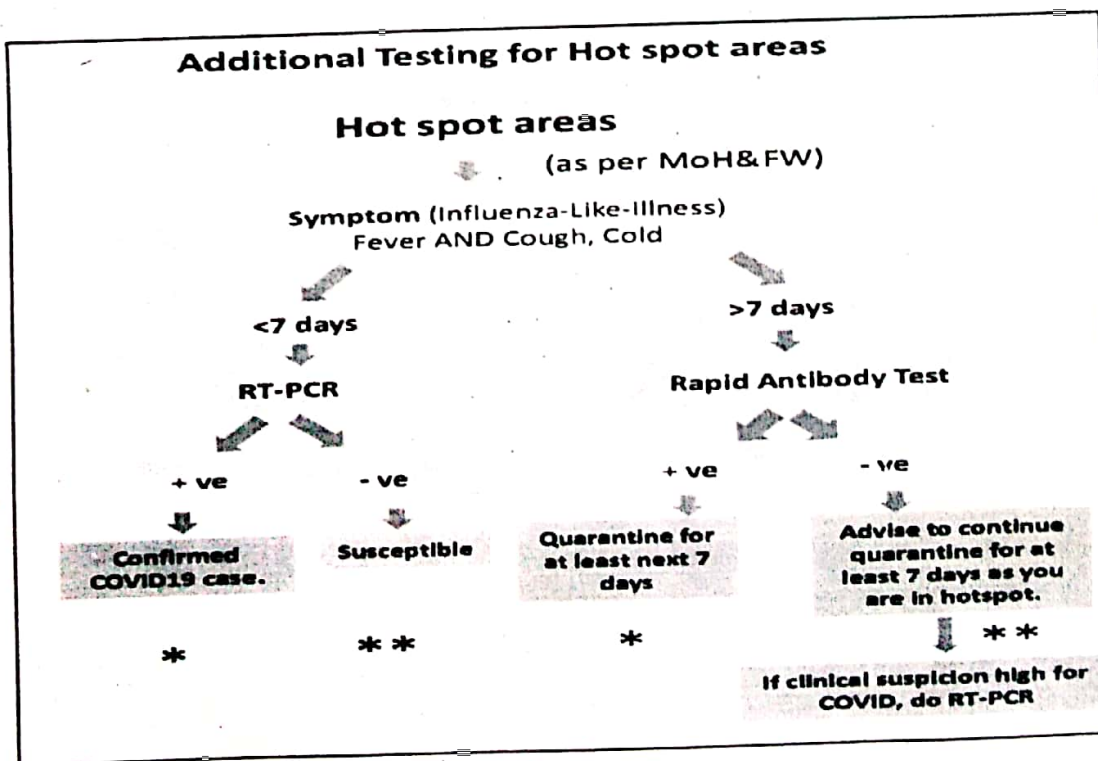 Additional Testing for Hot spot areas
Hot spot areas
(as per MoH&FW)
Symptom (Influenza-Like-Illness)
Fever AND Cough, Cold
<7 days
>7 days
RT-PCR
Rapid Antibody Test
+ ve
- ve
+ ve
- ve
Confirmed
COVID19 case.
Susceptible
Quarantine for
at least next 7
days
Advise to continue
quarantine for at
least 7 days as you
are in hotspot.
*
* *
*
* *
If clinical suspicion high for
COVID, do RT-PCR